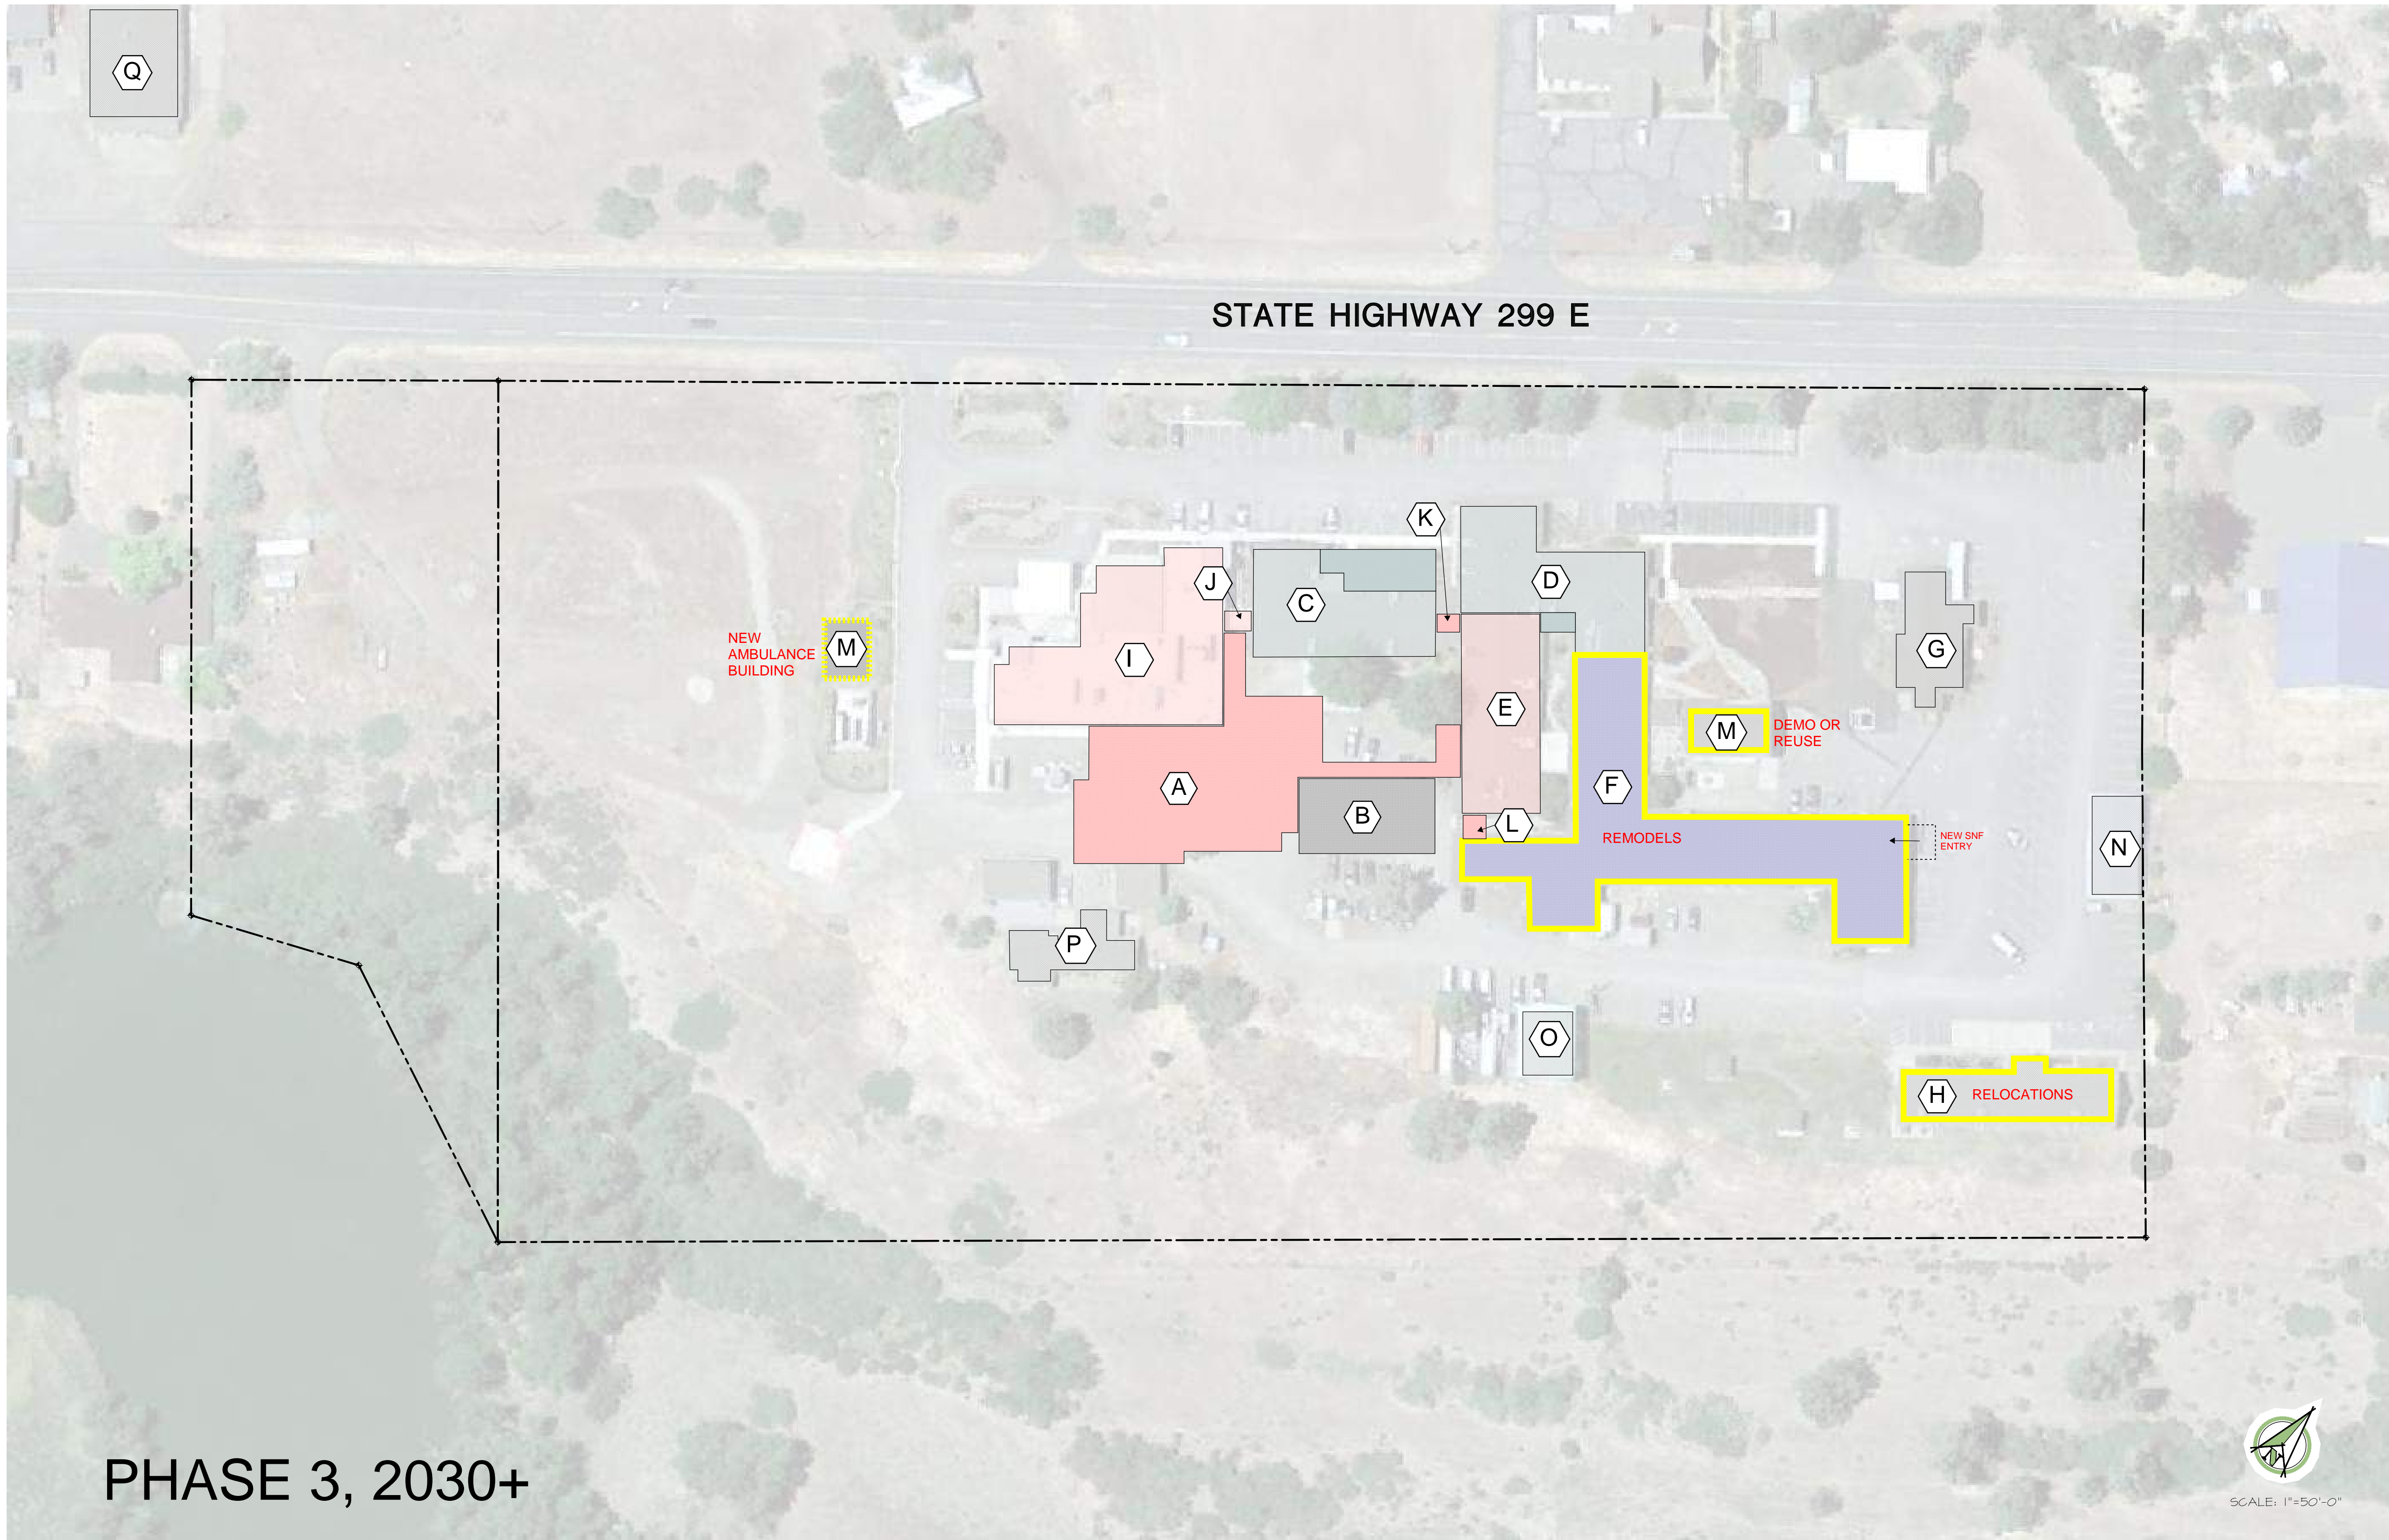 Q
STATE HIGHWAY 299 E
K
J
D
C
NEW
AMBULANCE
BUILDING
M
I
G
E
M
DEMO OR
REUSE
A
F
B
L
REMODELS
NEW SNF
ENTRY
N
P
O
H
RELOCATIONS
PHASE 3, 2030+
SCALE: 1"=50'-0"